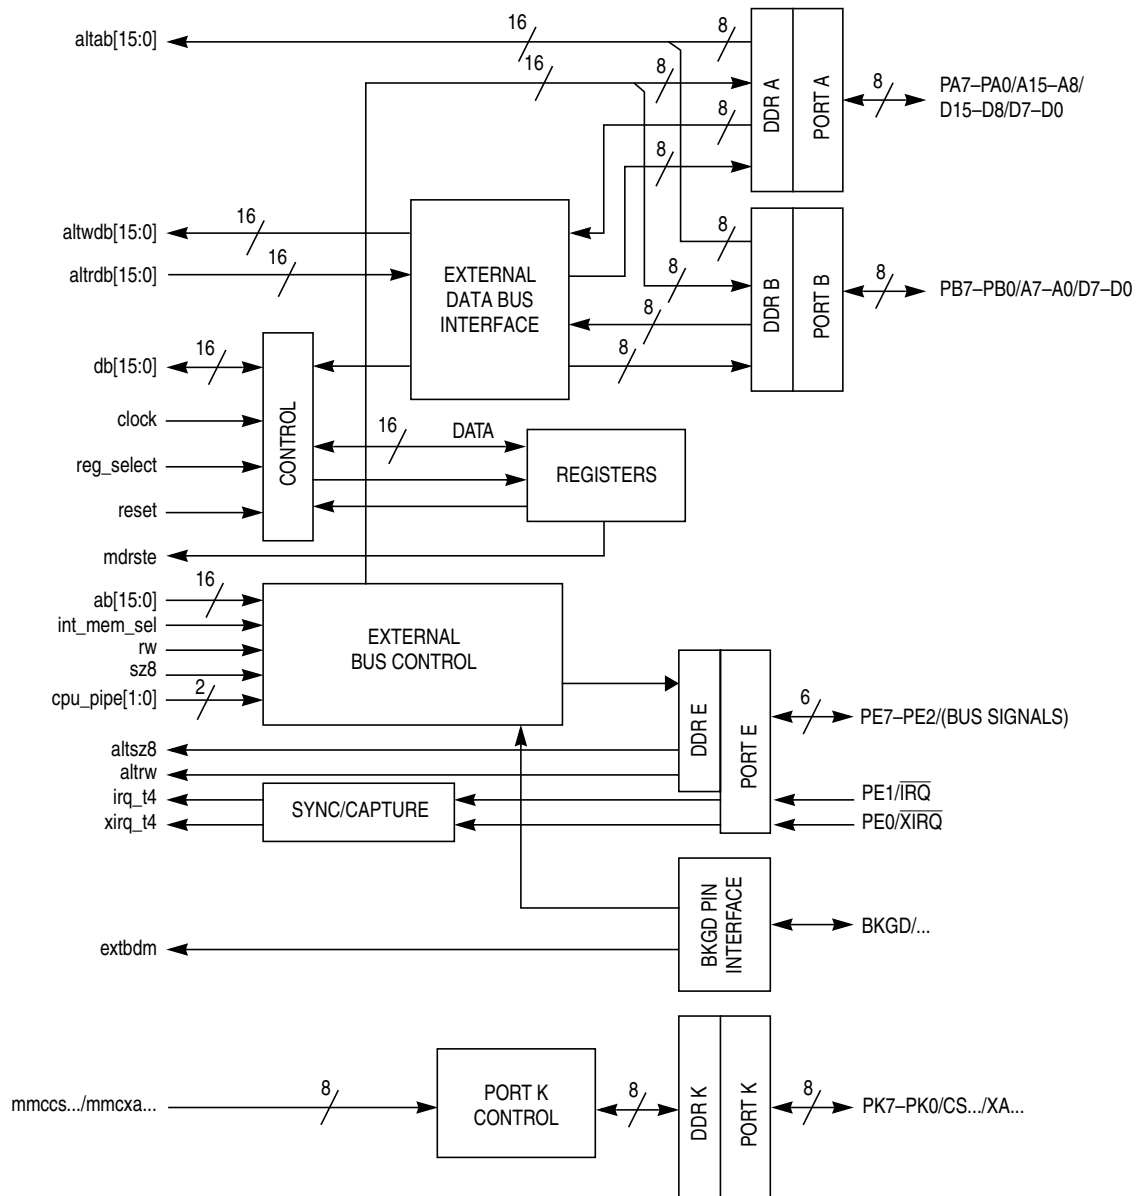 altab[15:0]
16
8
16
8
8
8
DDR A
PORT A
8
PA7–PA0/A15–A8/
D15–D8/D7–D0
altwdb[15:0]
16
altrdb[15:0]
16
EXTERNAL
DATA BUS
INTERFACE
8
8
8
8
DDR B
PORT B
8
PB7–PB0/A7–A0/D7–D0
db[15:0]
16
clock
reg_select
reset
CONTROL
16
DATA
REGISTERS
mdrste
ab[15:0]
16
int_mem_sel
rw
sz8
cpu_pipe[1:0]
2
EXTERNAL
BUS CONTROL
DDR E
PORT E
6
PE7–PE2/(BUS SIGNALS)
altsz8
altrw
irq_t4
xirq_t4
SYNC/CAPTURE
PE1/IRQ
PE0/XIRQ
BKGD PIN
INTERFACE
BKGD/...
extbdm
mmccs.../mmcxa...
8
PORT K
CONTROL
8
DDR K
PORT K
8
PK7–PK0/CS.../XA...